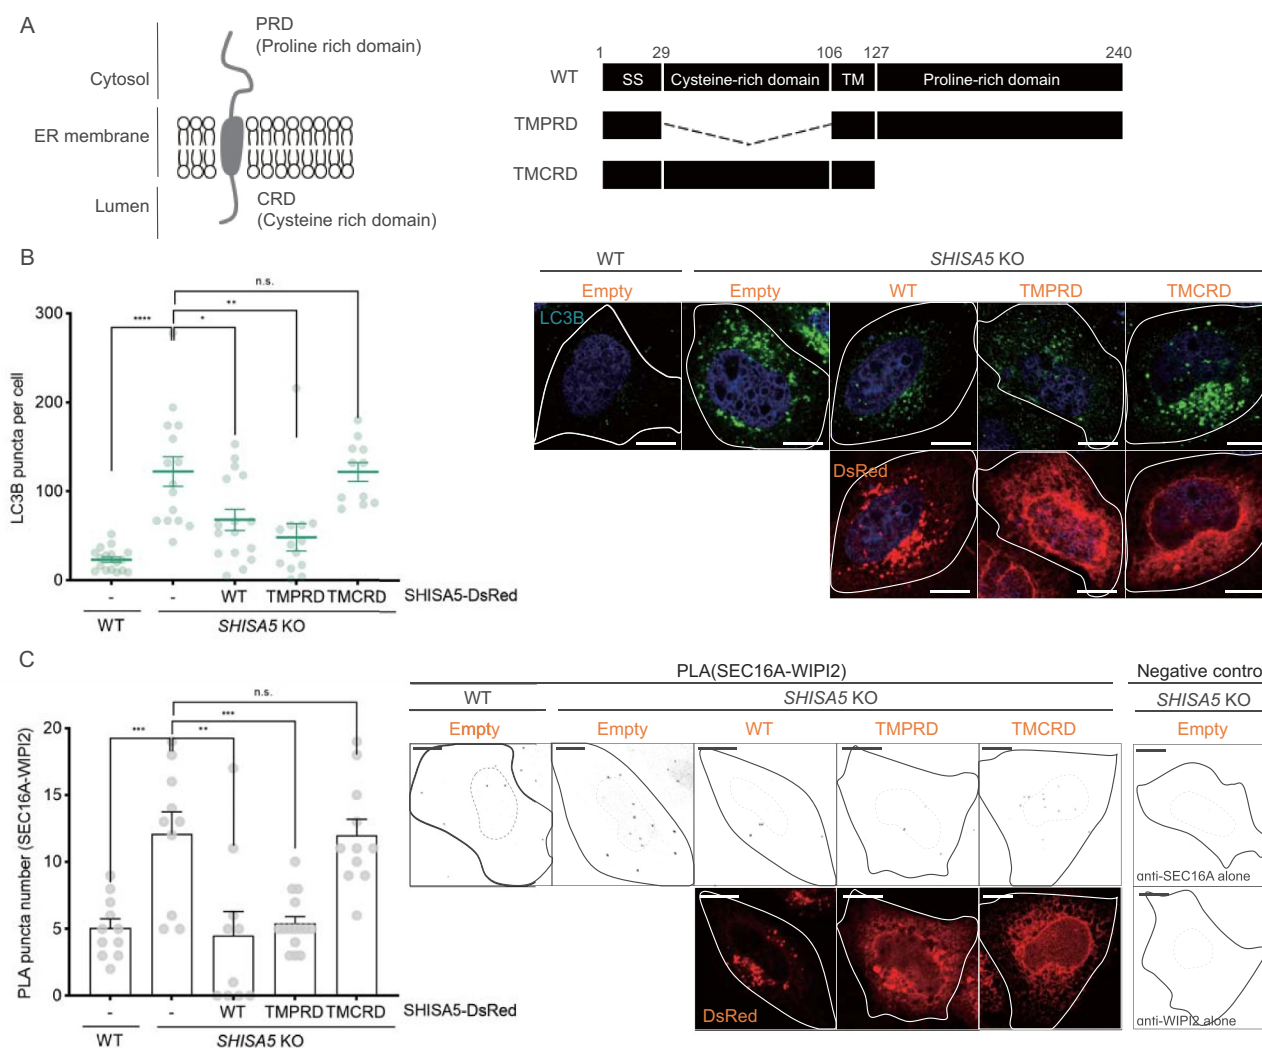 A
PRD
(Proline rich domain)
Cytosol
ER membrane
Lumen
CRD
(Cysteine rich domain)
1 29 106 127 240
WT SS Cysteine-rich domain TM Proline-rich domain
TMPRD
TMCRD
B
n.s.
**
**** *
300
200
100
0
LC3B puncta per cell
- - WT TMPRD TMCRD SHISA5-DsRed
WT SHISA5 KO
WT SHISA5 KO
Empty Empty WT TMPRD TMCRD
LC3B
DsRed
C
n.s.
***
*** **
20
15
10
5
0
PLA puncta number (SEC16A-WIPI2)
- - WT TMPRD TMCRD SHISA5-DsRed
WT SHISA5 KO
PLA(SEC16A-WIPI2) Negative contro
WT SHISA5 KO SHISA5 KO
Empty Empty WT TMPRD TMCRD Empty
anti-SEC16A alone
DsRed
anti-WIPI2 alone